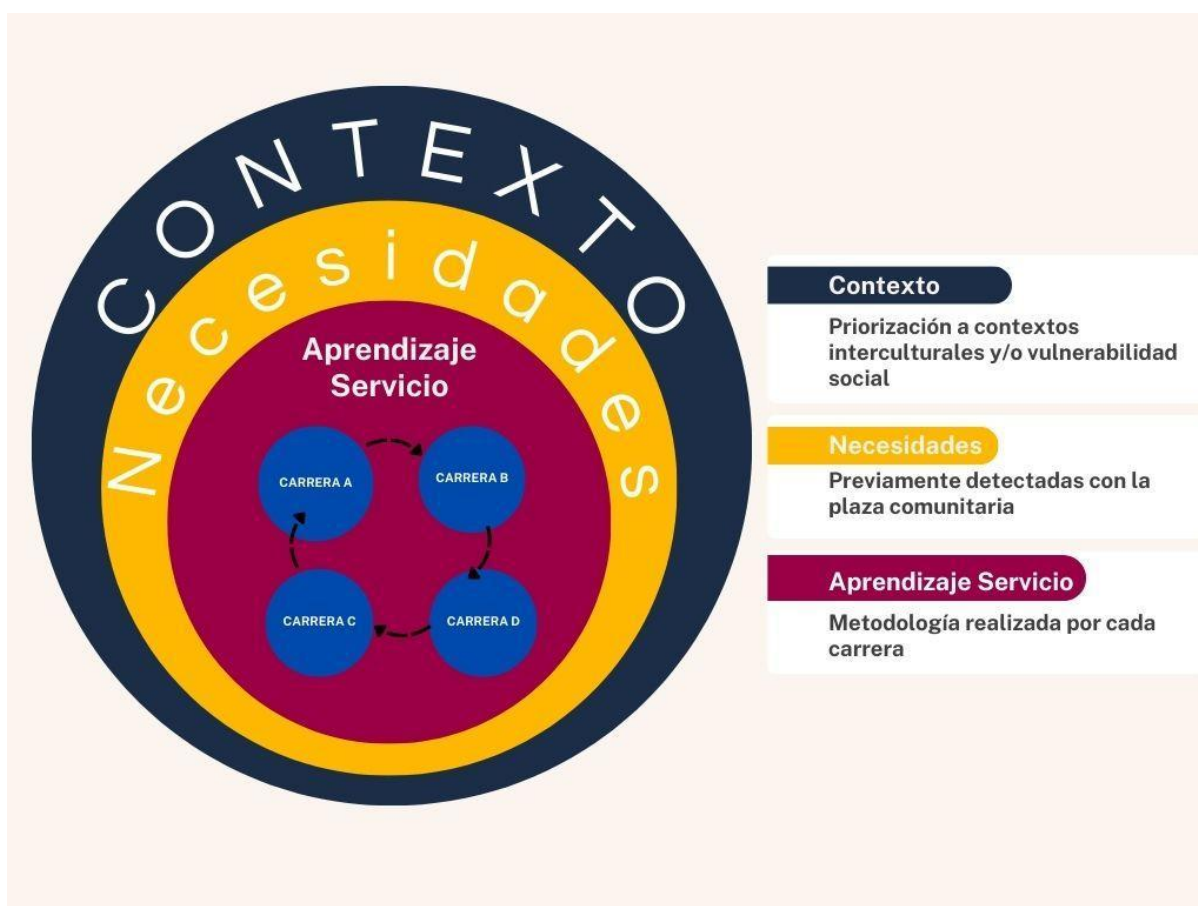 CONTEXTO
Necesidades
Aprendizaje
Servicio
CARRERA A
CARRERA B
CARRERA C
CARRERA D
Contexto
Priorización a contextos
interculturales y/o vulnerabilidad
social
Necesidades
Previamente detectadas con la
plaza comunitaria
Aprendizaje Servicio
Metodología realizada por cada
carrera